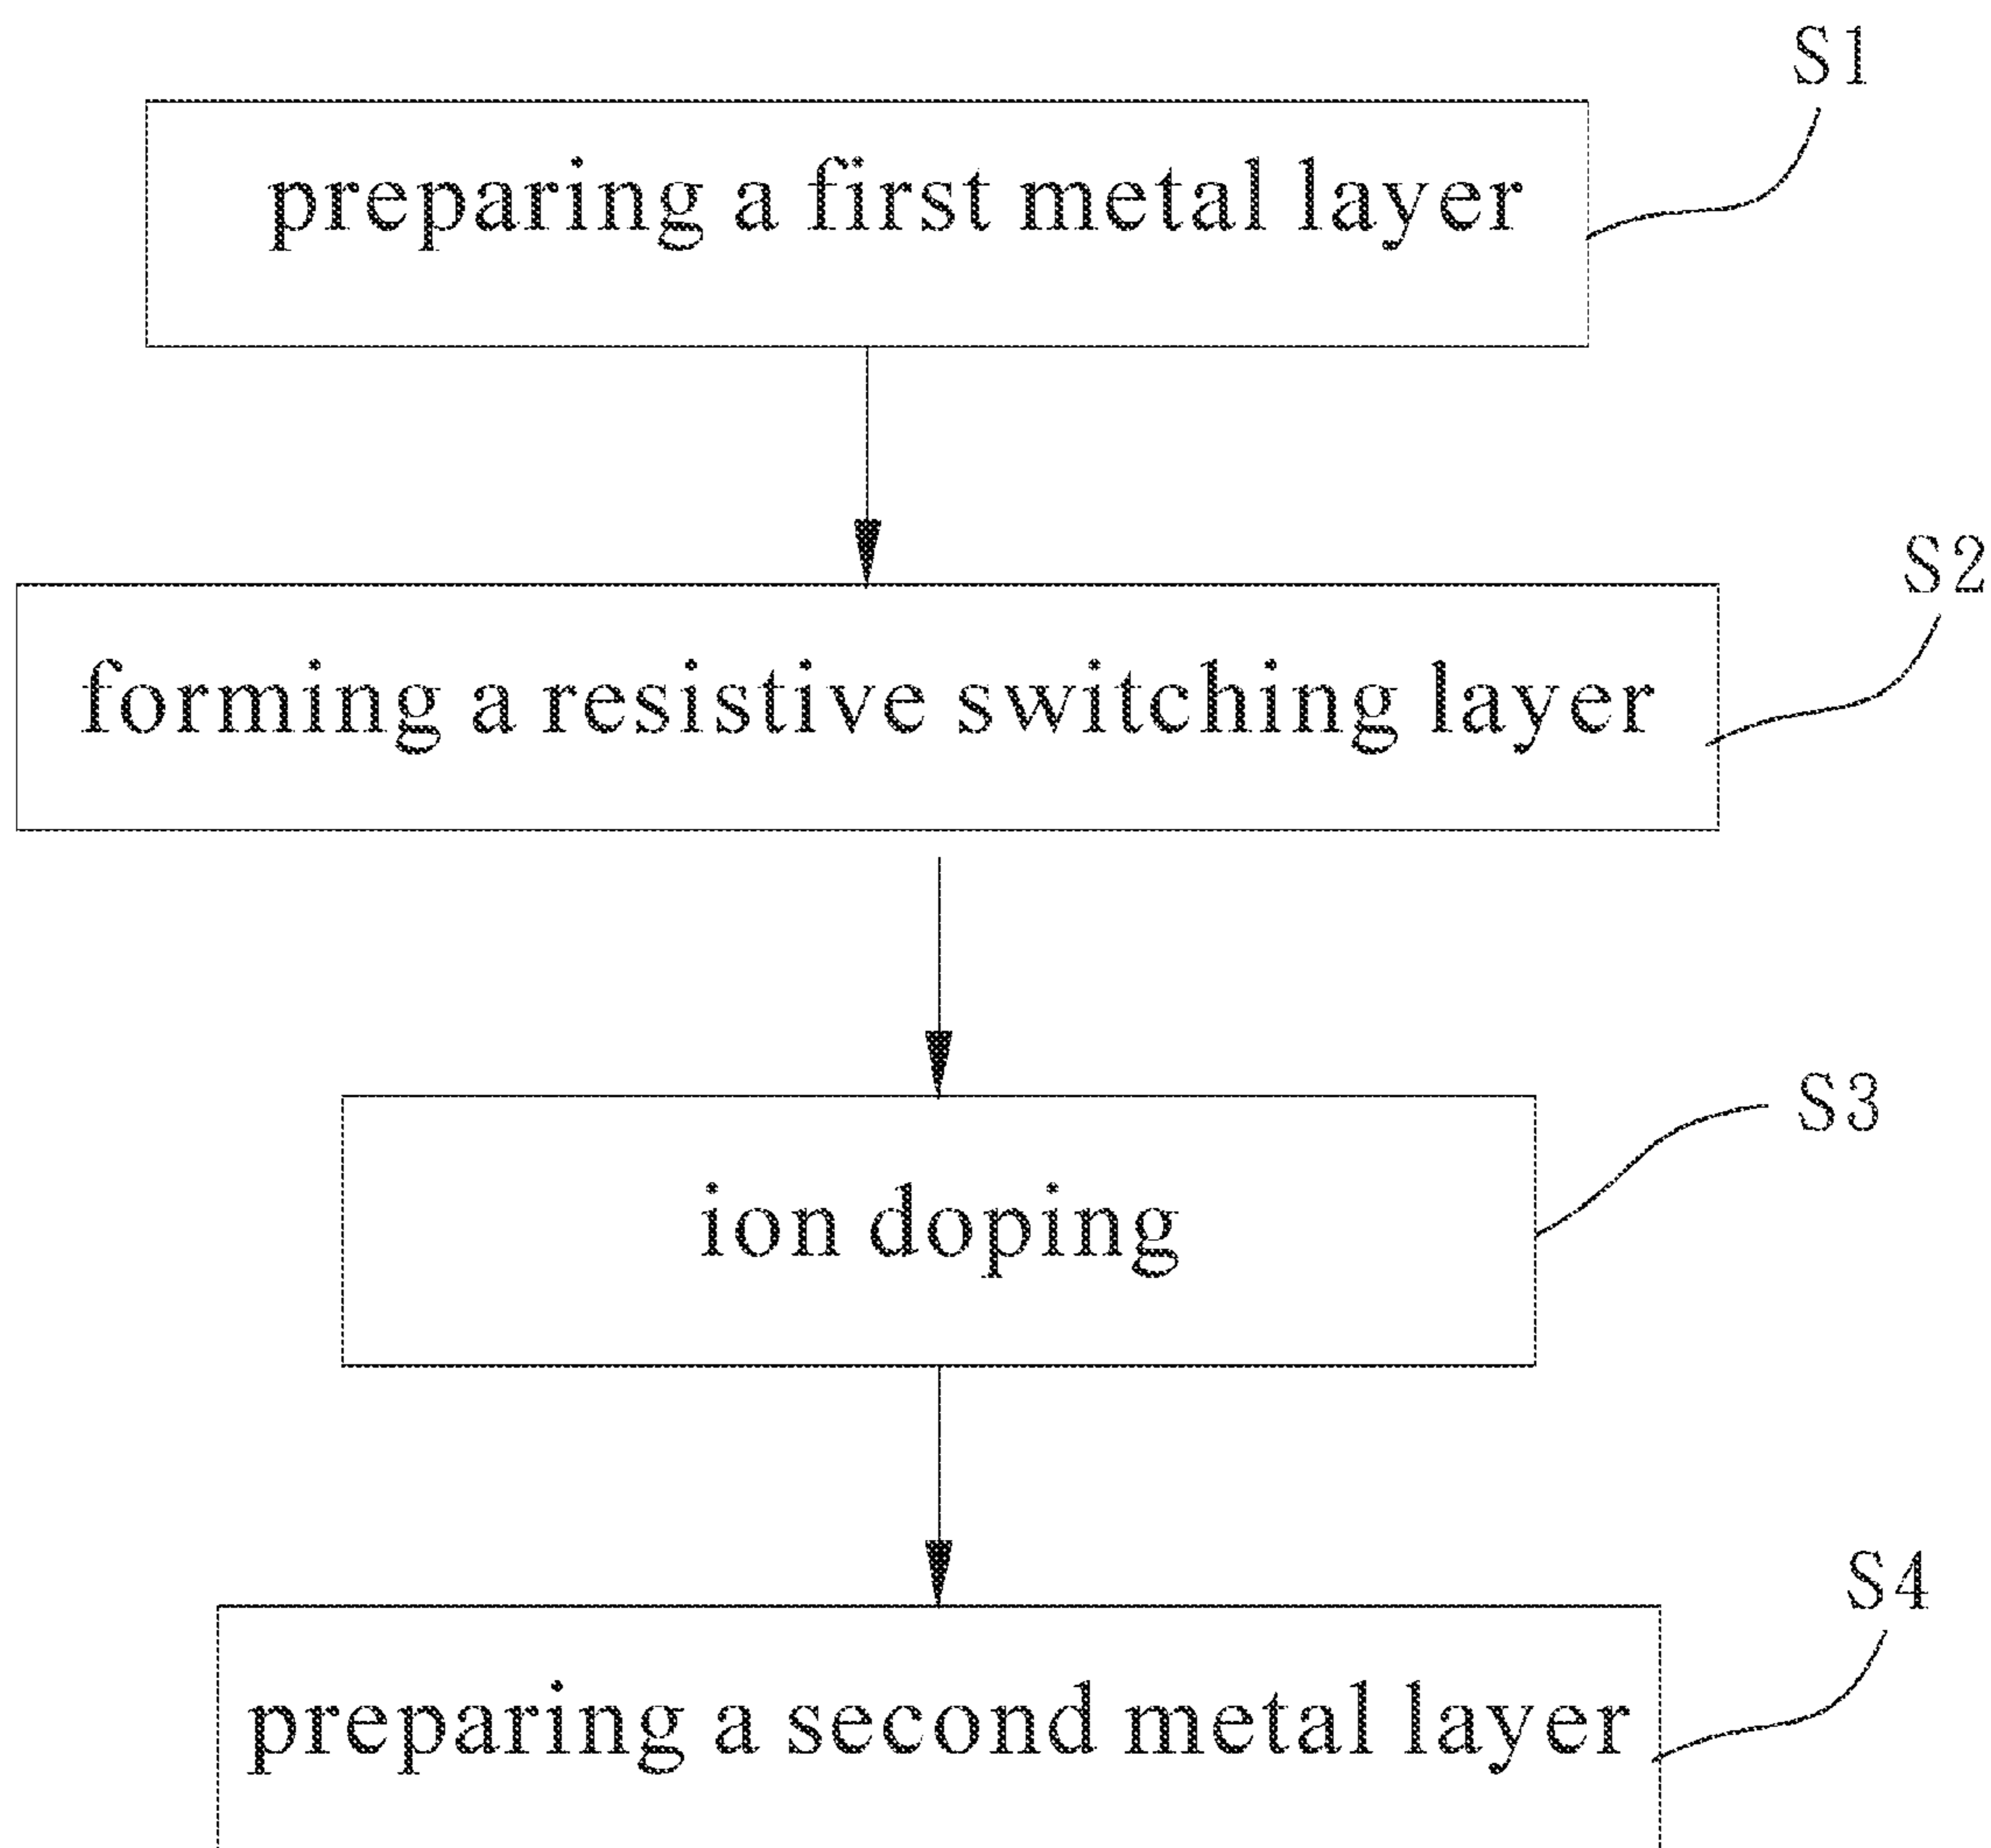 S1
preparing a first metal layer
S2
forming a resistive switching layer
S3
ion doping
S4
preparing a second metal layer